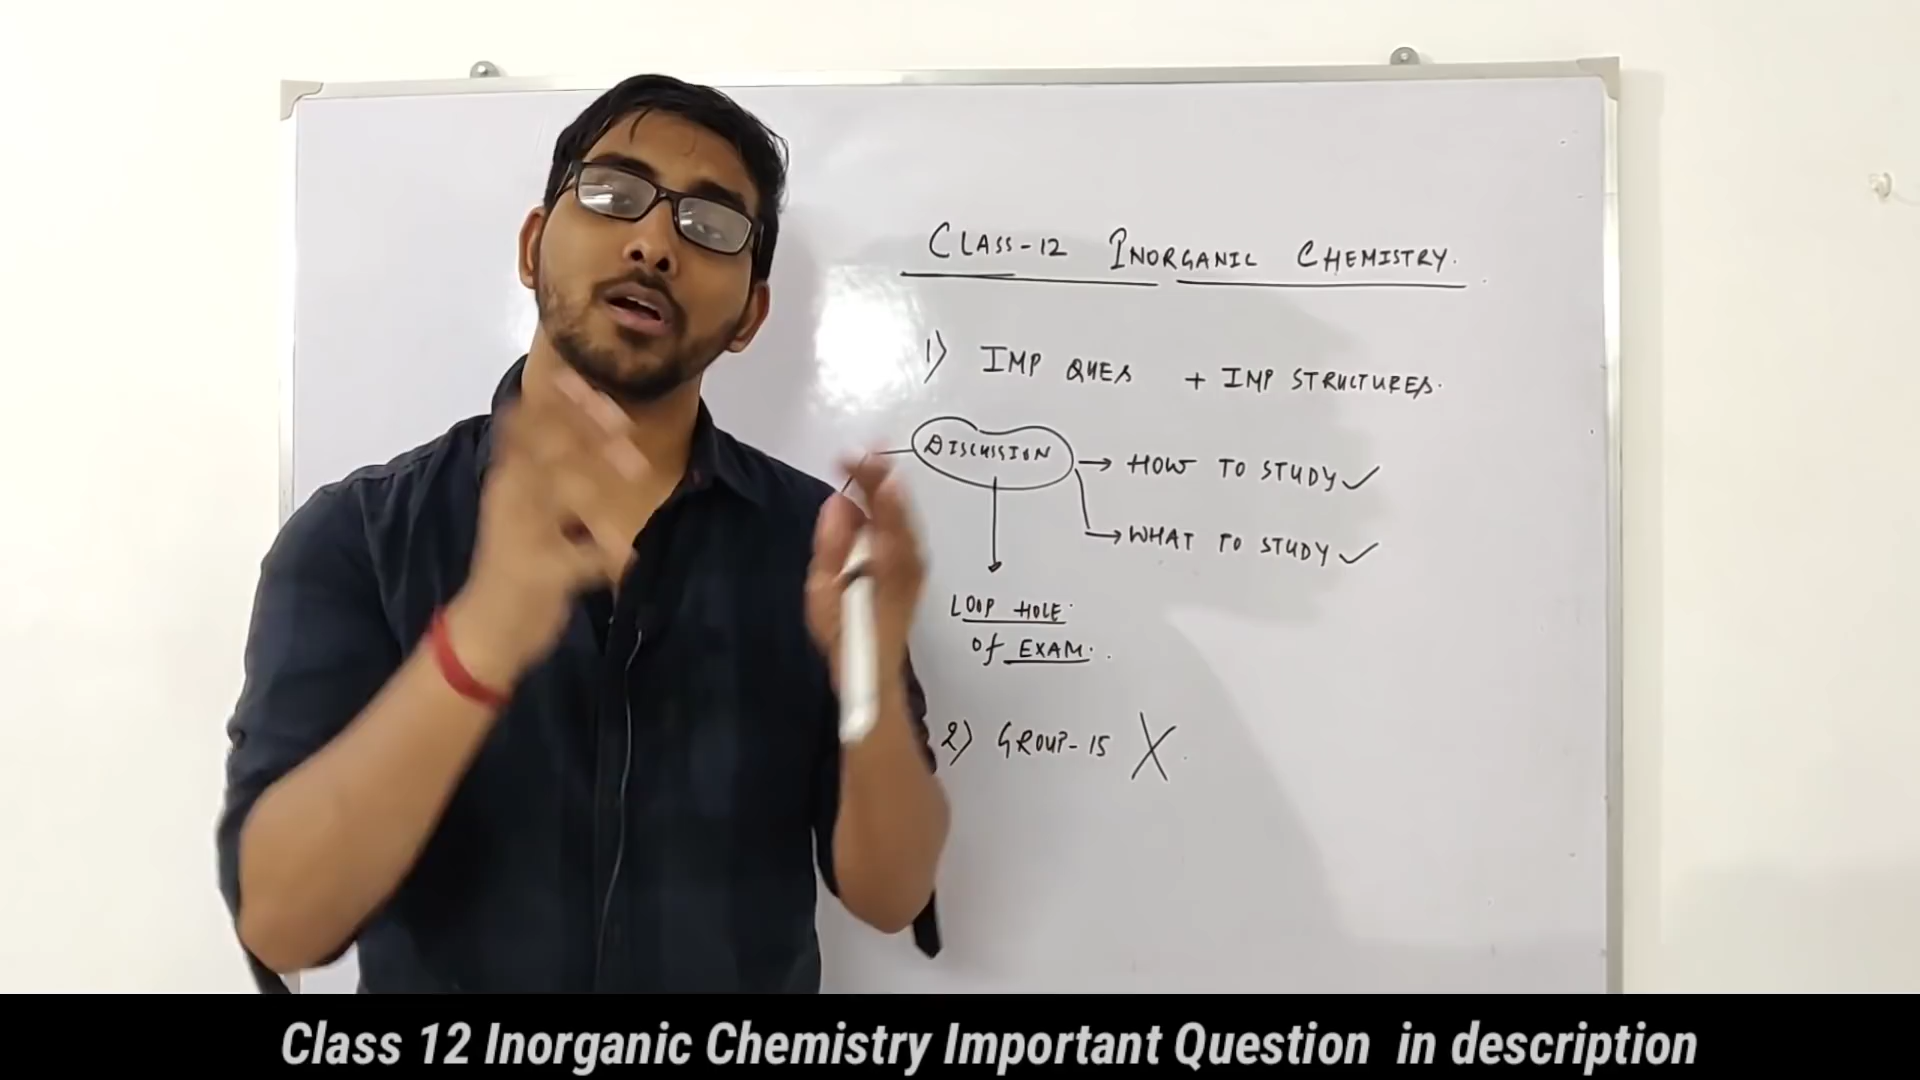 CLASS-12 INORGANIC CHEMISTRY.
1) IMP QUES + IMP STRUCTURES.
DISCUSSION → HOW TO STUDY ✓
→ WHAT TO STUDY ✓
LOOP HOLE.
Of EXAM.
2) GROUP-15 X
Class 12 Inorganic Chemistry Important Question in description